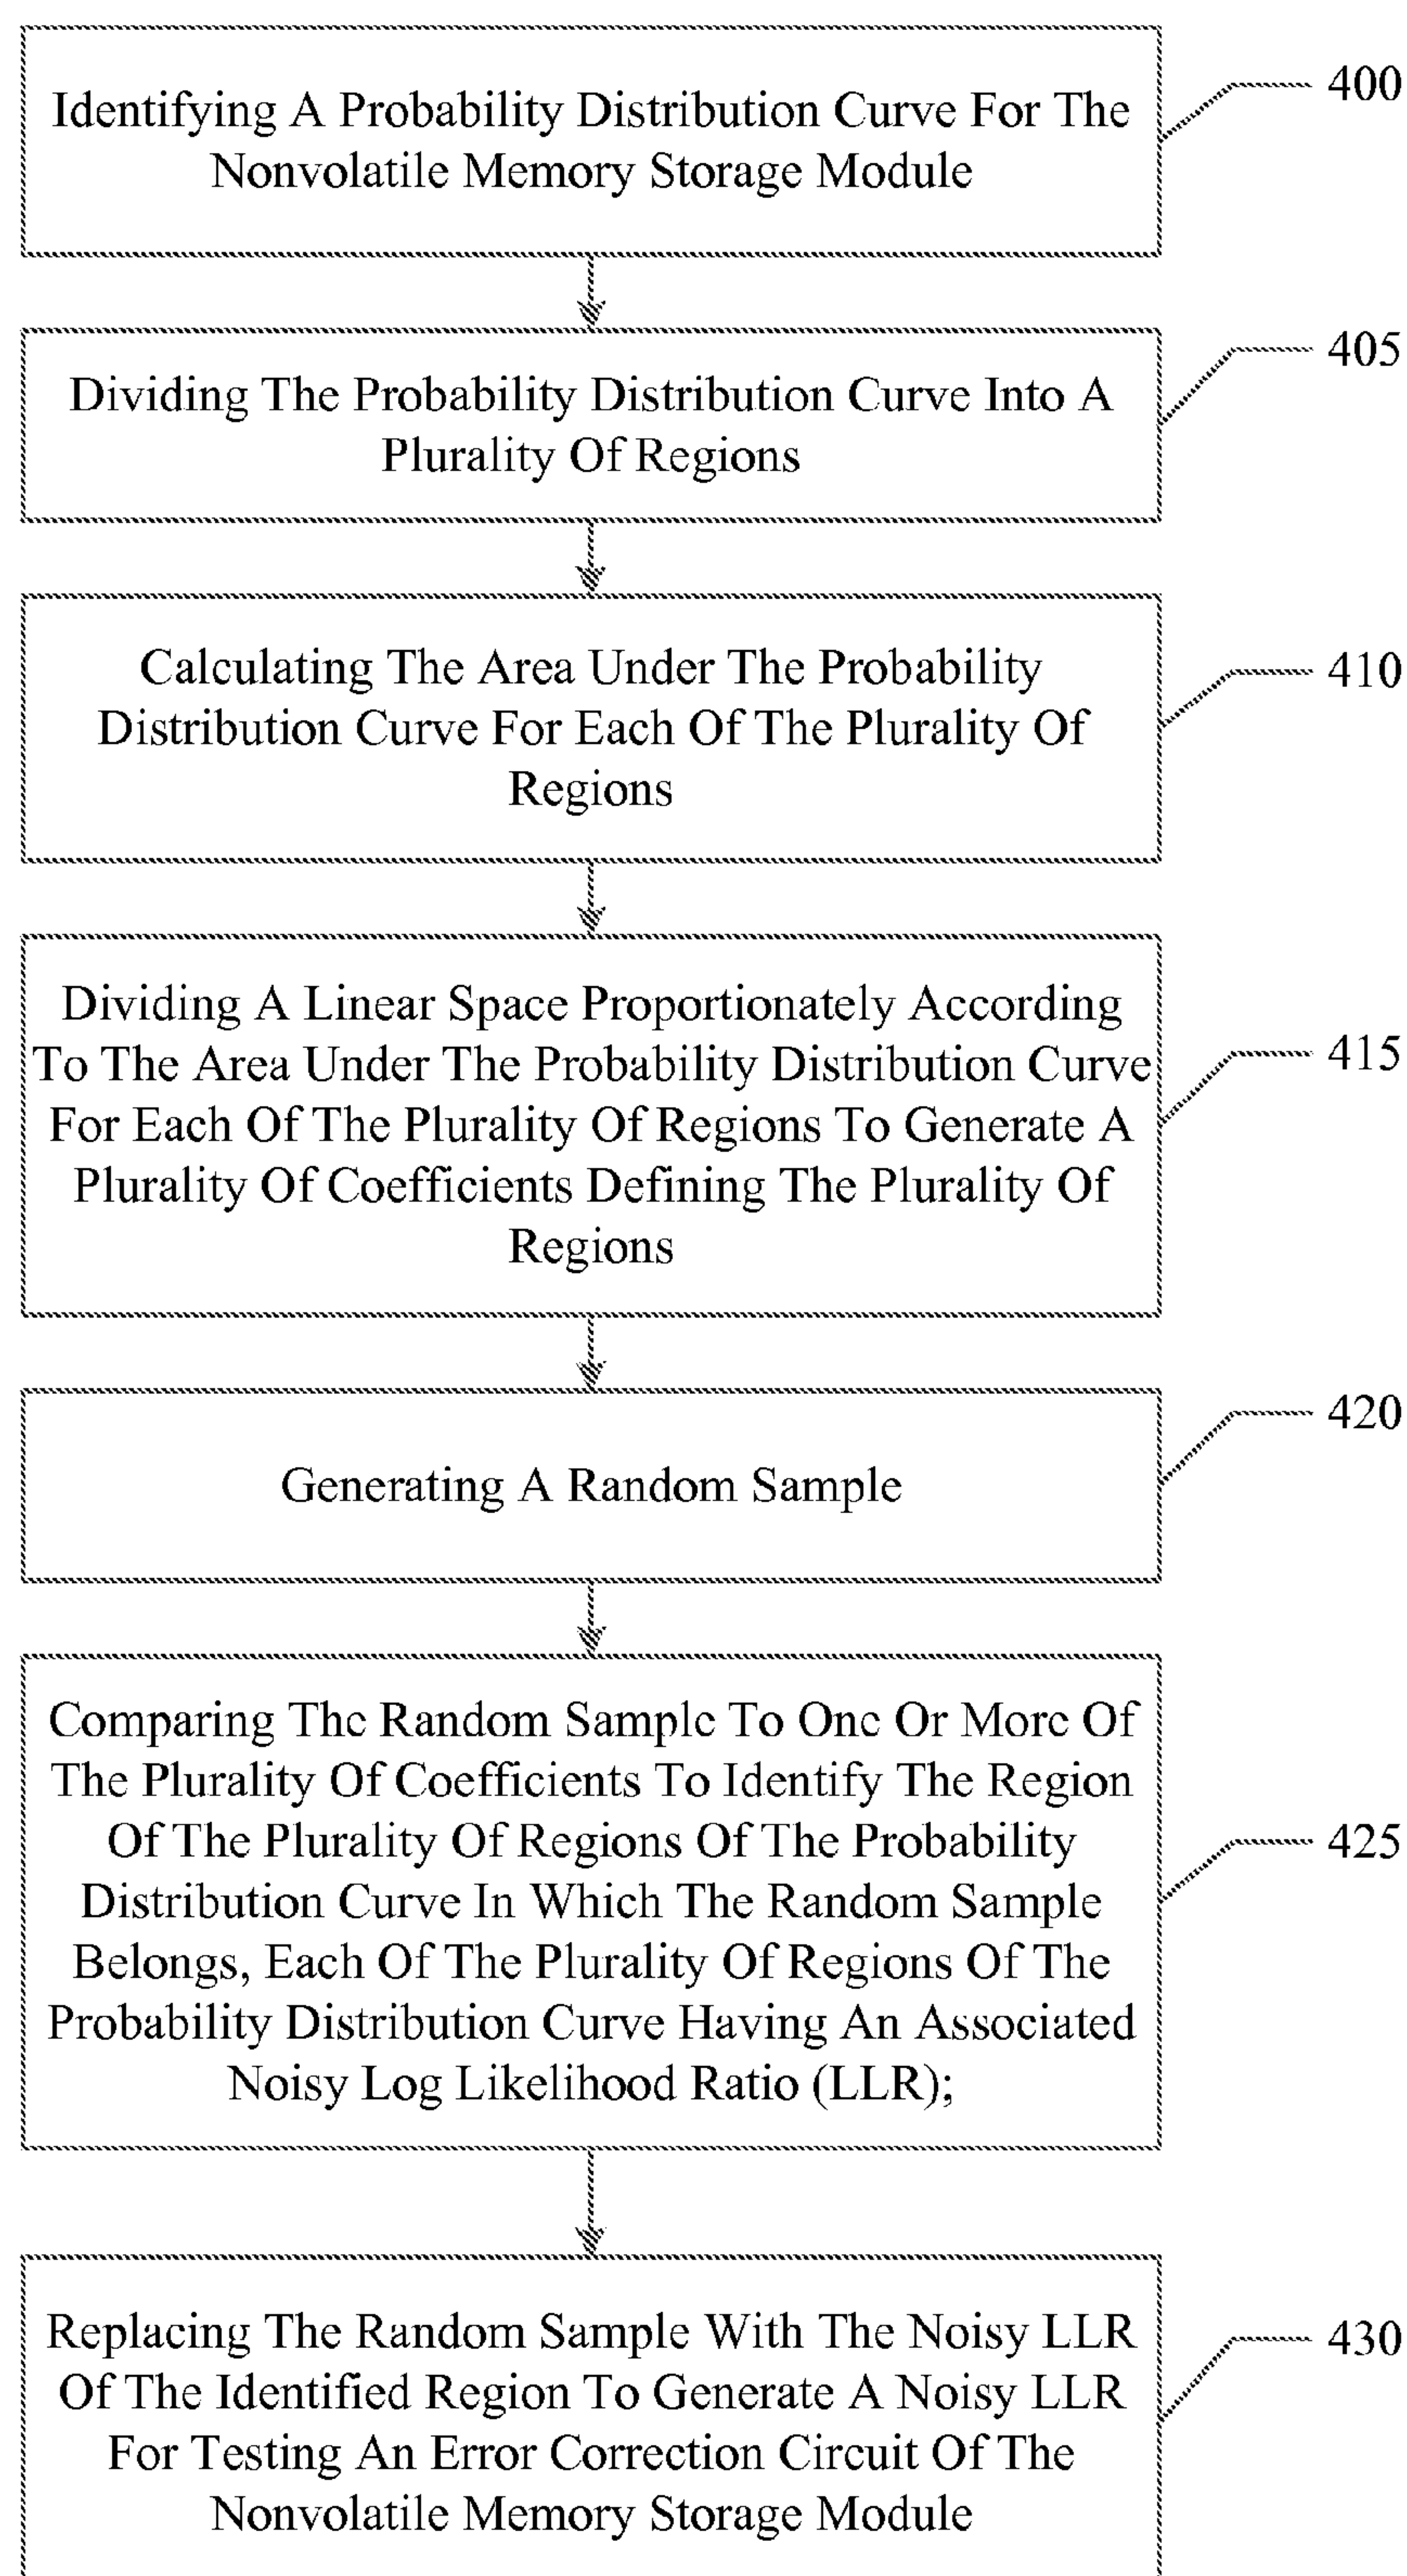 Identifying A Probability Distribution Curve For The
Nonvolatile Memory Storage Module
400
Dividing The Probability Distribution Curve Into A
Plurality Of Regions
405
Calculating The Area Under The Probability
Distribution Curve For Each Of The Plurality Of
Regions
410
Dividing A Linear Space Proportionately According
To The Area Under The Probability Distribution Curve
For Each Of The Plurality Of Regions To Generate A
Plurality Of Coefficients Defining The Plurality Of
Regions
415
Generating A Random Sample
420
Comparing The Random Sample To One Or More Of
The Plurality Of Coefficients To Identify The Region
Of The Plurality Of Regions Of The Probability
Distribution Curve In Which The Random Sample
Belongs, Each Of The Plurality Of Regions Of The
Probability Distribution Curve Having An Associated
Noisy Log Likelihood Ratio (LLR);
425
Replacing The Random Sample With The Noisy LLR
Of The Identified Region To Generate A Noisy LLR
For Testing An Error Correction Circuit Of The
Nonvolatile Memory Storage Module
430